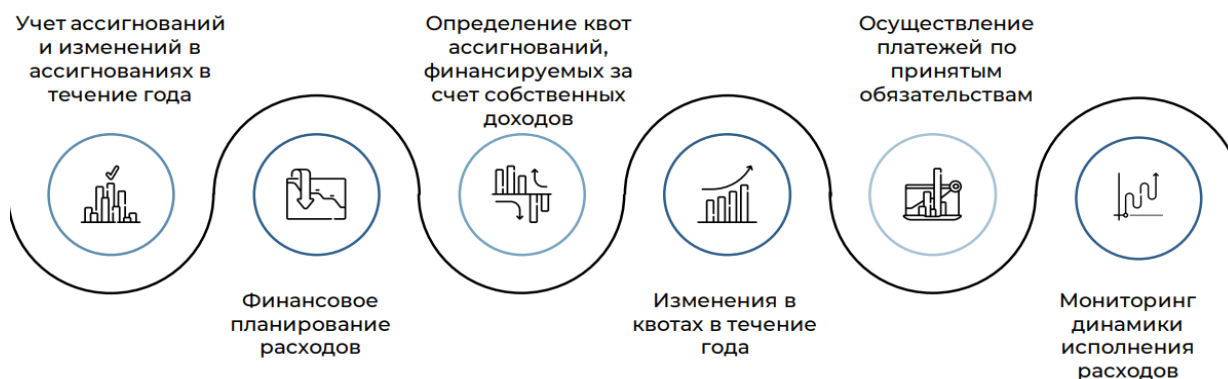 Учет ассигнований
и изменений в
ассигнованиях в
течение года
Финансовое
планирование
расходов
Определение квот
ассигнований,
финансируемых за
счет собственных
доходов
Изменения в
квотах в течение
года
Осуществление
платежей по
принятым
обязательствам
Мониторинг
динамики
исполнения
расходов